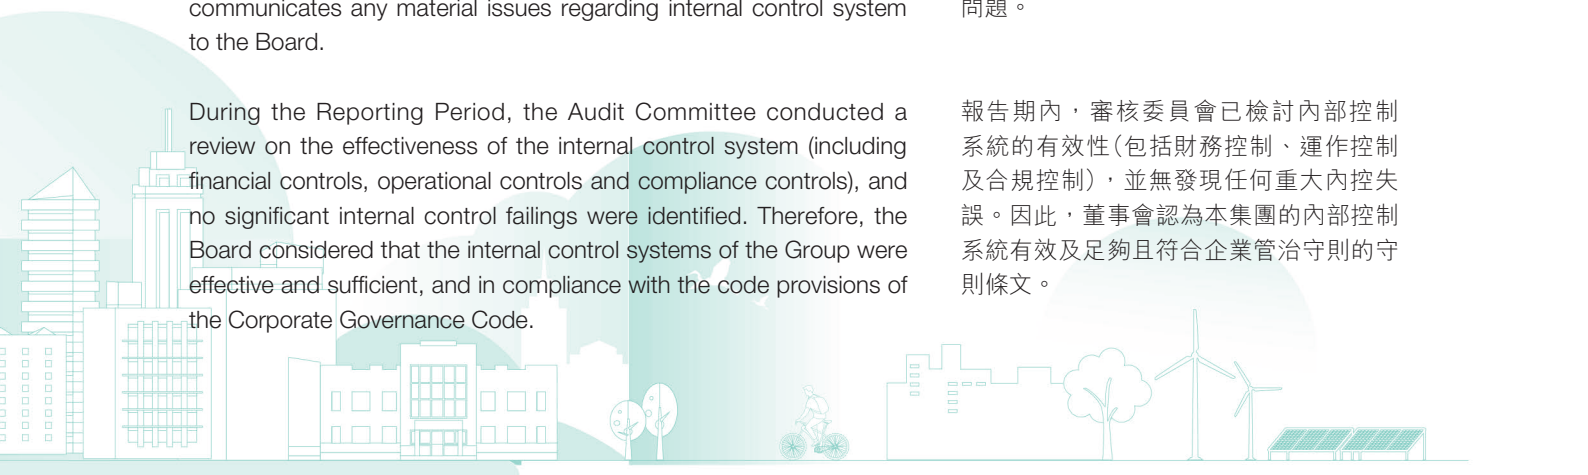 communicates any material issues regarding internal control system
to the Board.
During the Reporting Period, the Audit Committee conducted a
review on the effectiveness of the internal control system (including
financial controls, operational controls and compliance controls), and
no significant internal control failings were identified. Therefore, the
Board considered that the internal control systems of the Group were
effective and sufficient, and in compliance with the code provisions of
the Corporate Governance Code.
問題。
報告期內，審核委員會已檢討內部控制
系統的有效性（包括財務控制、運作控制
及合規控制），並無發現任何重大內控失
誤。因此，董事會認為本集團的內部控制
系統有效及足夠且符合企業管治守則的守
則條文。